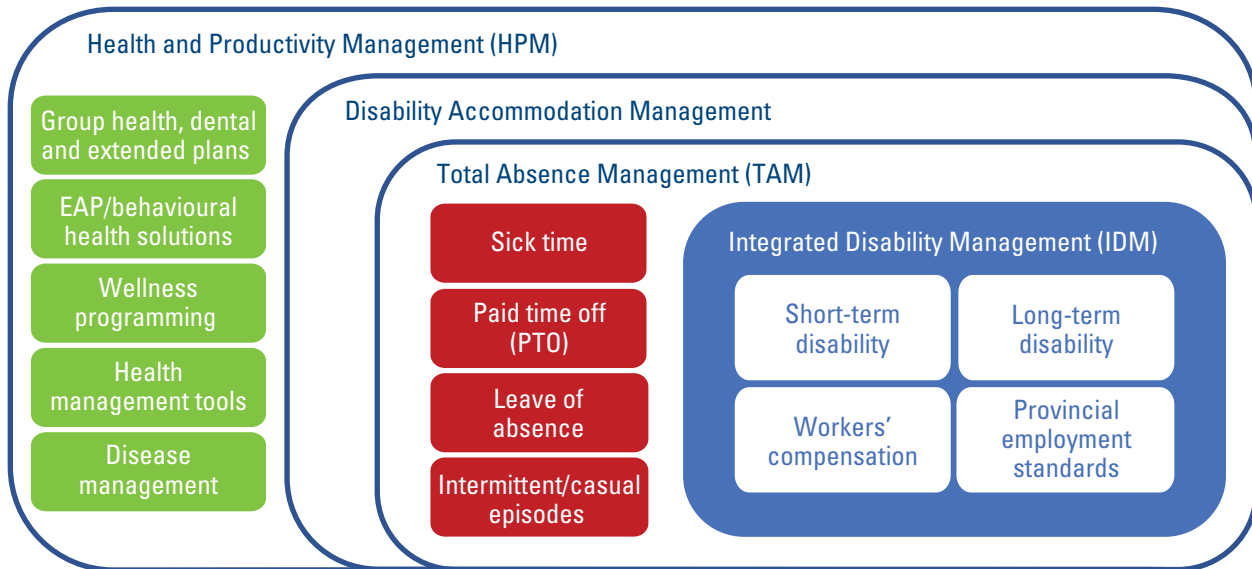 Health and Productivity Management (HPM)
Group health, dental
and extended plans
EAP/behavioural
health solutions
Wellness
programming
Health
management tools
Disease
management
Disability Accommodation Management
Total Absence Management (TAM)
Sick time
Paid time off
(PTO)
Leave of
absence
Intermittent/casual
episodes
Integrated Disability Management (IDM)
Short-term
disability
Long-term
disability
Workers’
compensation
Provincial
employment
standards